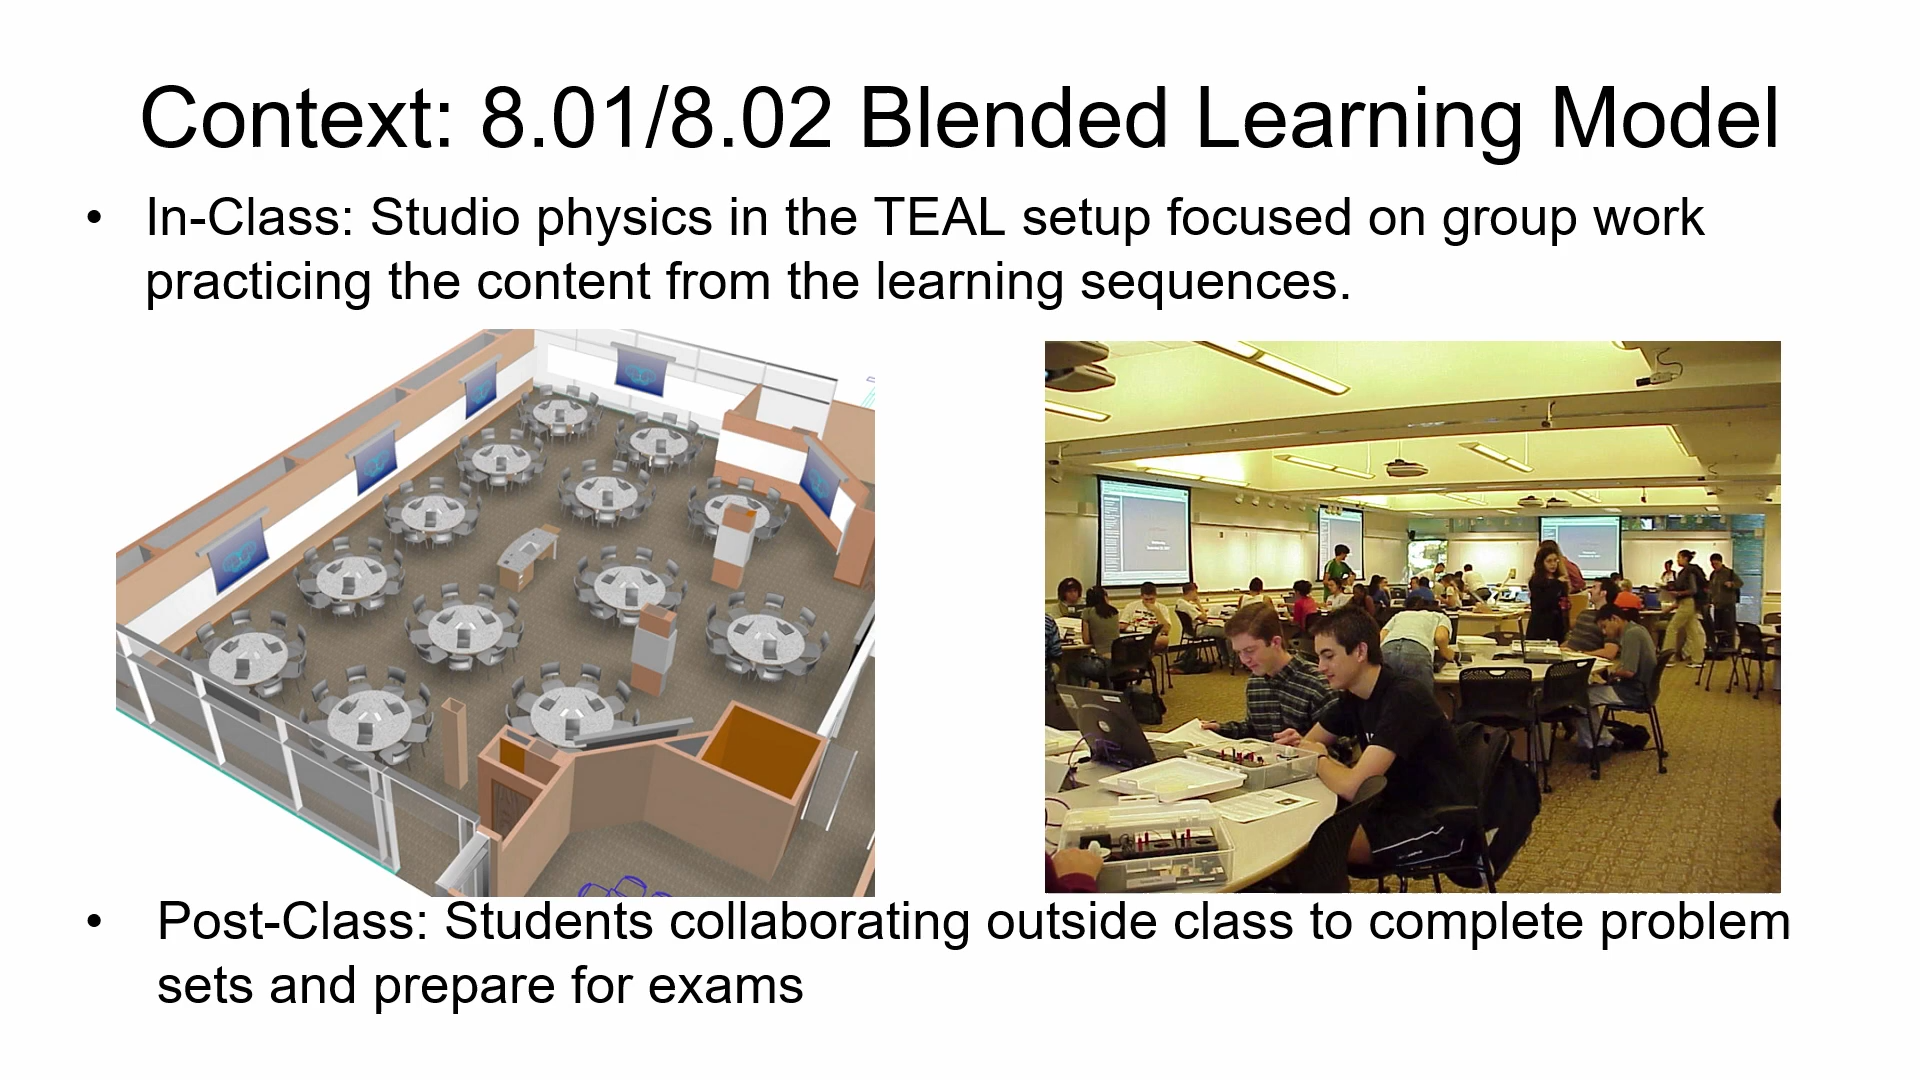 Context: 8.01/8.02 Blended Learning Model
• In-Class: Studio physics in the TEAL setup focused on group work
practicing the content from the learning sequences.
• Post-Class: Students collaborating outside class to complete problem
sets and prepare for exams